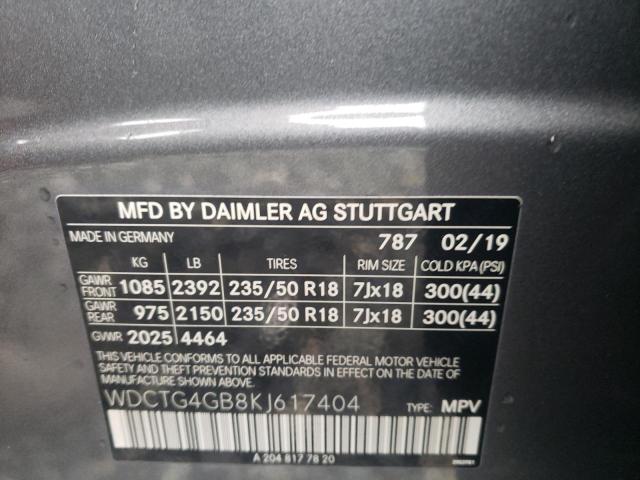 MFD BY DAIMLER AG STUTTGART
MADE IN GERMANY 787 02/19
KG LB TIRES RIM SIZE COLD KPA (PSI)
GAWR FRONT 1085 2392 235/50 R18 7Jx18 300(44)
GAWR REAR 975 2150 235/50 R18 7Jx18 300(44)
GVWR 2025 4464
THIS VEHICLE CONFORMS TO ALL APPLICABLE FEDERAL MOTOR VEHICLE
SAFETY AND THEFT PREVENTION STANDARDS IN EFFECT ON THE DATE
OF MANUFACTURE SHOWN ABOVE.
WDCTG4GB8KJ617404 TYPE: MPV
A 204 817 78 20